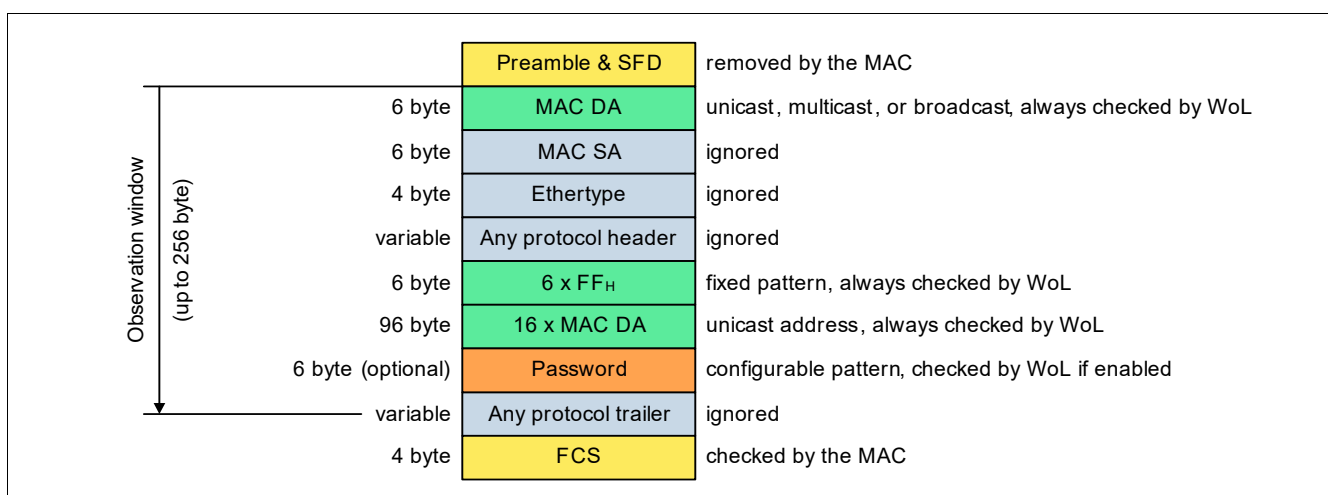 Preamble & SFD removed by the MAC
6 byte MAC DA unicast, multicast, or broadcast, always checked by WoL
6 byte MAC SA ignored
4 byte Ethertype ignored
variable Any protocol header ignored
6 byte 6 x FFH fixed pattern, always checked by WoL
96 byte 16 x MAC DA unicast address, always checked by WoL
6 byte (optional) Password configurable pattern, checked by WoL if enabled
variable Any protocol trailer ignored
4 byte FCS checked by the MAC
Observation window
(up to 256 byte)